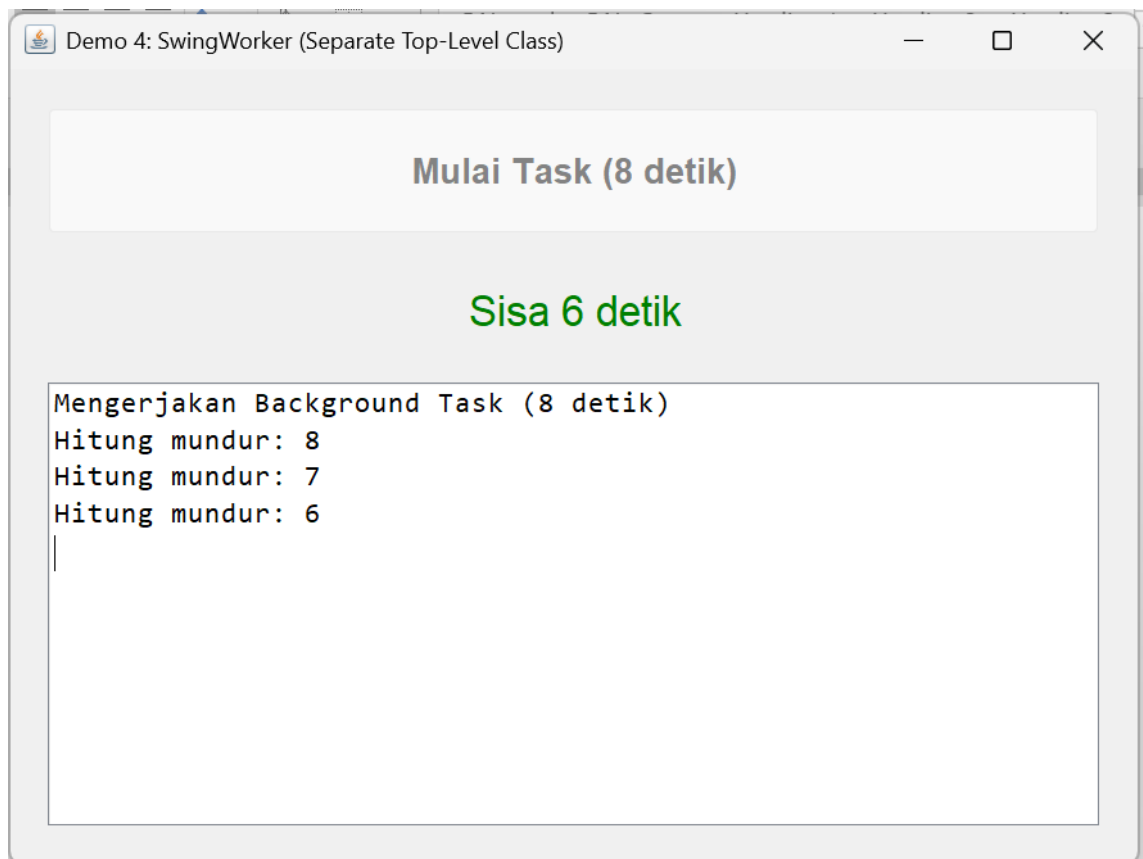 Demo 4: SwingWorker (Separate Top-Level Class)
Mulai Task (8 detik)
Sisa 6 detik
Mengerjakan Background Task (8 detik)
Hitung mundur: 8
Hitung mundur: 7
Hitung mundur: 6